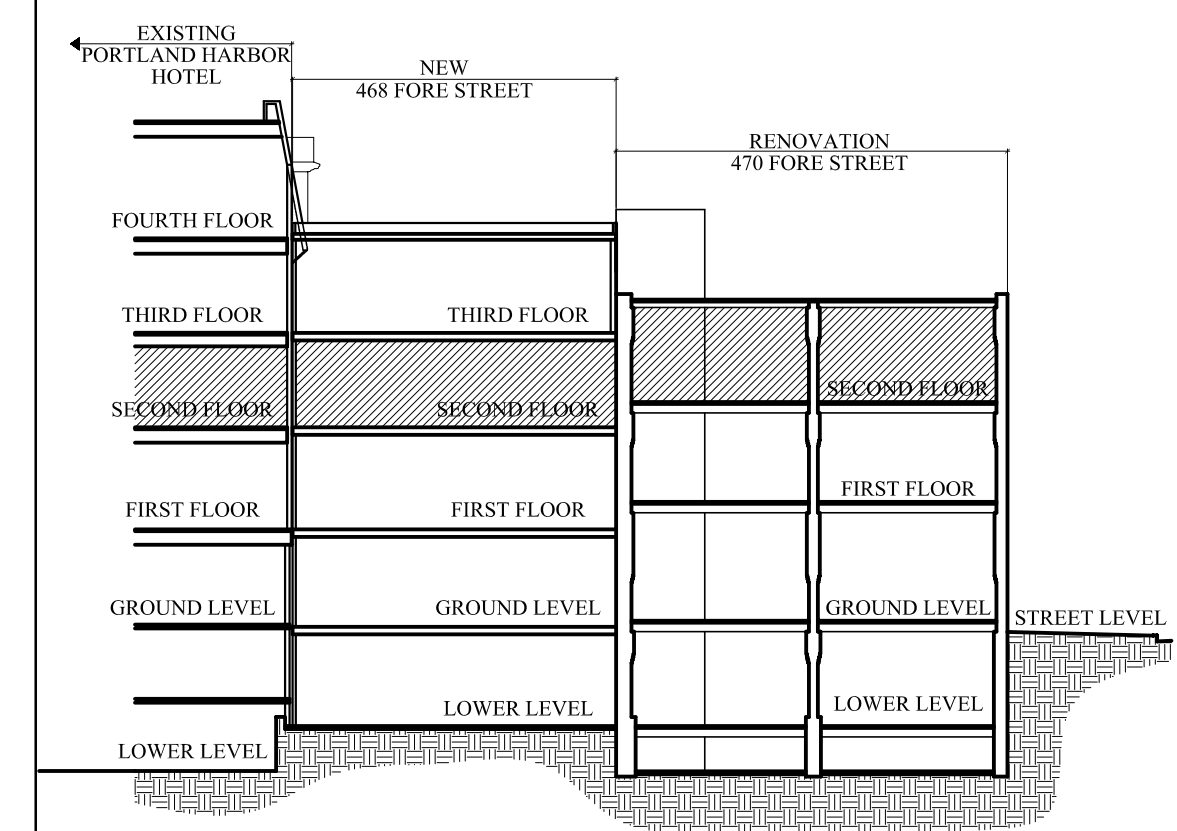 EXISTING
PORTLAND HARBOR
HOTEL
NEW
468 FORE STREET
RENOVATION
470 FORE STREET
FOURTH FLOOR
THIRD FLOOR
THIRD FLOOR
SECOND FLOOR
SECOND FLOOR
SECOND FLOOR
FIRST FLOOR
FIRST FLOOR
FIRST FLOOR
GROUND LEVEL
GROUND LEVEL
GROUND LEVEL
STREET LEVEL
LOWER LEVEL
LOWER LEVEL
LOWER LEVEL